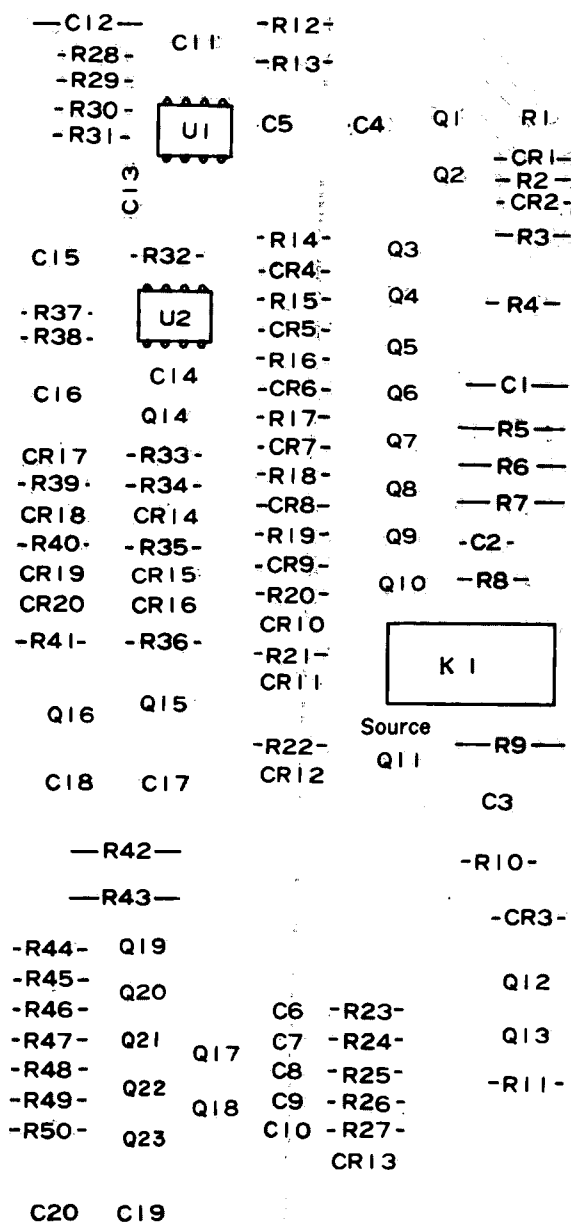 C12 C11 -R12-
-R28- -R13-
-R29-
-R30- U1 C5 C4 Q1 R1
-R31-
CR1
C13 Q2 R2
CR2
-R14- R3
C15 -R32- Q3
-CR4-
-R15- Q4 R4
-R37- U2
-R38- -CR5- Q5
-R16-
C14 -CR6- Q6 C1
C16
Q14 -R17- R5
CR17 -R33- -CR7- Q7
-R39- -R34- -R18- Q8 R6
CR18 CR14 -CR8- R7
-R40- -R35- -R19- Q9 -C2-
CR19 CR15 -CR9- Q10 -R8-
CR20 CR16 -R20-
CR10
-R41- -R36- -R21- K1
CR11
Q16 Q15
Source
-R22- Q11 R9
C18 C17 CR12
C3
R42 -R10-
R43
-CR3-
-R44- Q19
-R45- Q20 Q12
-R46- C6 -R23-
-R47- Q21 Q17 C7 -R24- Q13
-R48- C8 -R25-
Q22 -R11-
-R49- Q18 C9 -R26-
-R50- Q23 C10 -R27-
CR13
C20 C19